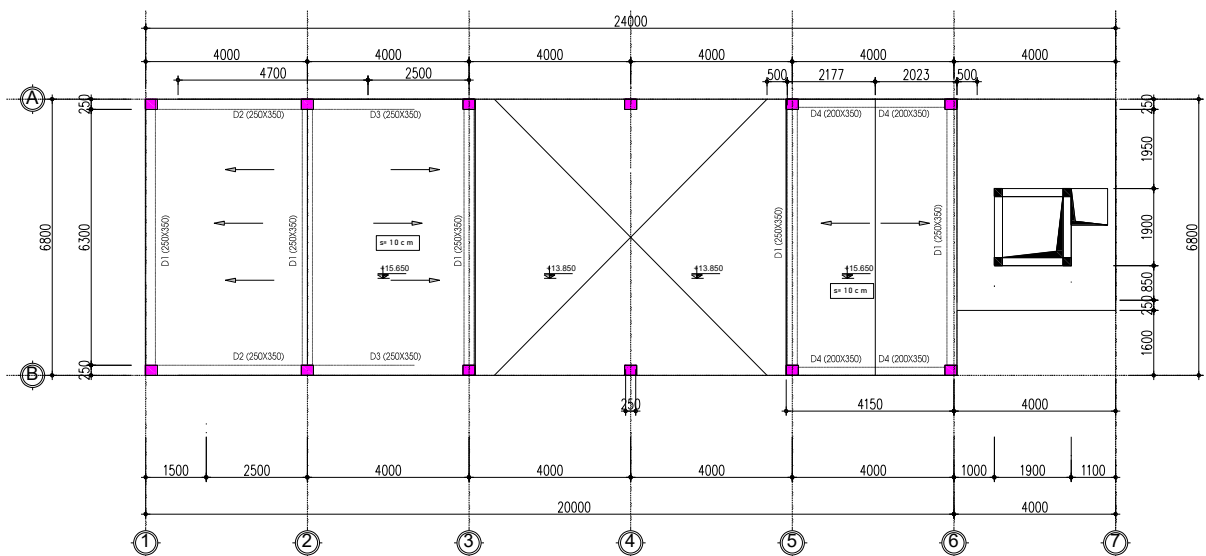 24000
4000 4000 4000 4000 4000 4000
4700 2500 500 2177 2023 500
A
250 250
D2 (250X350) D3 (250X350) D4 (200X350) D4 (200X350)
1950
6800 6300 D1 (250X350) D1 (250X350) D1 (250X350) D1 (250X350) D1 (250X350) 1900 6800
s= 10 c m
+15.650 +13.850 +13.850 +15.650
s= 10 c m
850
250
1600
D2 (250X350) D3 (250X350) D4 (200X350) D4 (200X350)
B
250
250 4150 4000
1500 2500 4000 4000 4000 4000 1000 1900 1100
20000 4000
1 2 3 4 5 6 7